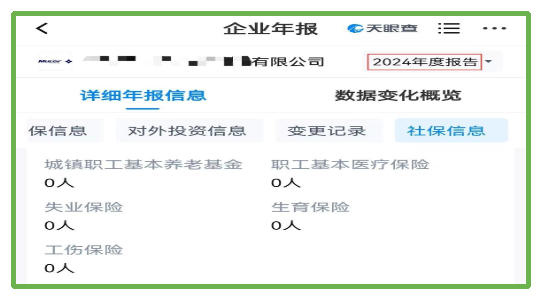 企业年报 天眼查
有限公司 2024年度报告
详细年报信息 数据变化概览
保信息 对外投资信息 变更记录 社保信息
城镇职工基本养老基金 职工基本医疗保险
0人 0人
失业保险 生育保险
0人 0人
工伤保险
0人